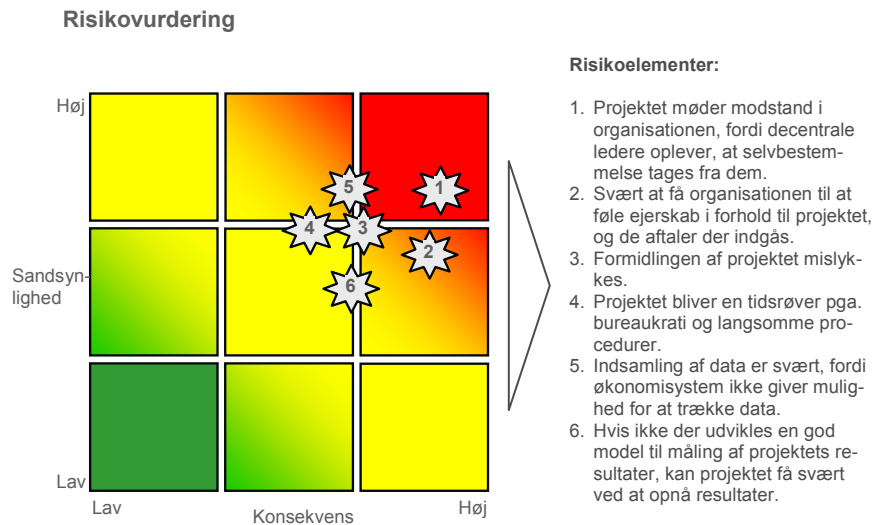 Risikovurdering
Høj
Sandsyn-
lighed
Lav
Lav
Konsekvens
Høj
5
1
4
3
2
6
Risikoelementer:
1. Projektet møder modstand i
organisationen, fordi decentrale
ledere oplever, at selvbestem-
melse tages fra dem.
2. Svært at få organisationen til at
føle ejerskab i forhold til projektet,
og de aftaler der indgås.
3. Formidlingen af projektet mislyk-
kes.
4. Projektet bliver en tidsrøver pga.
bureaukrati og langsomme pro-
cedurer.
5. Indsamling af data er svært, fordi
økonomisystem ikke giver mulig-
hed for at trække data.
6. Hvis ikke der udvikles en god
model til måling af projektets re-
sultater, kan projektet få svært
ved at opnå resultater.